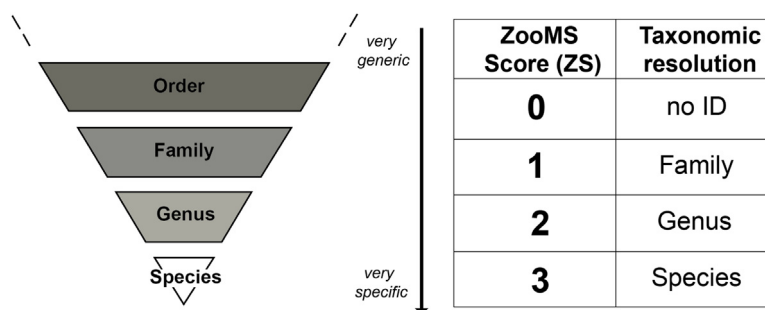 very
generic
Order
Family
Genus
Species
very
specific
ZooMS
Score (ZS)
Taxonomic
resolution
0
no ID
1
Family
2
Genus
3
Species